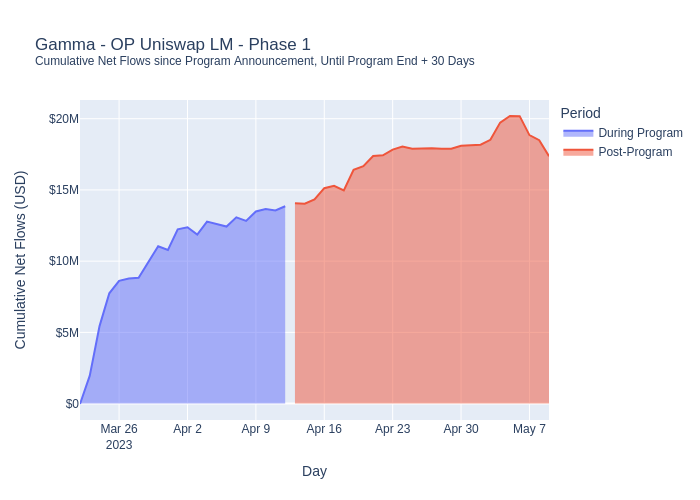 Gamma - OP Uniswap LM - Phase 1
Cumulative Net Flows since Program Announcement, Until Program End + 30 Days
Period
During Program
Post-Program
Cumulative Net Flows (USD)
$20M
$15M
$10M
$5M
$0
Mar 26
2023
Apr 2
Apr 9
Apr 16
Apr 23
Apr 30
May 7
Day